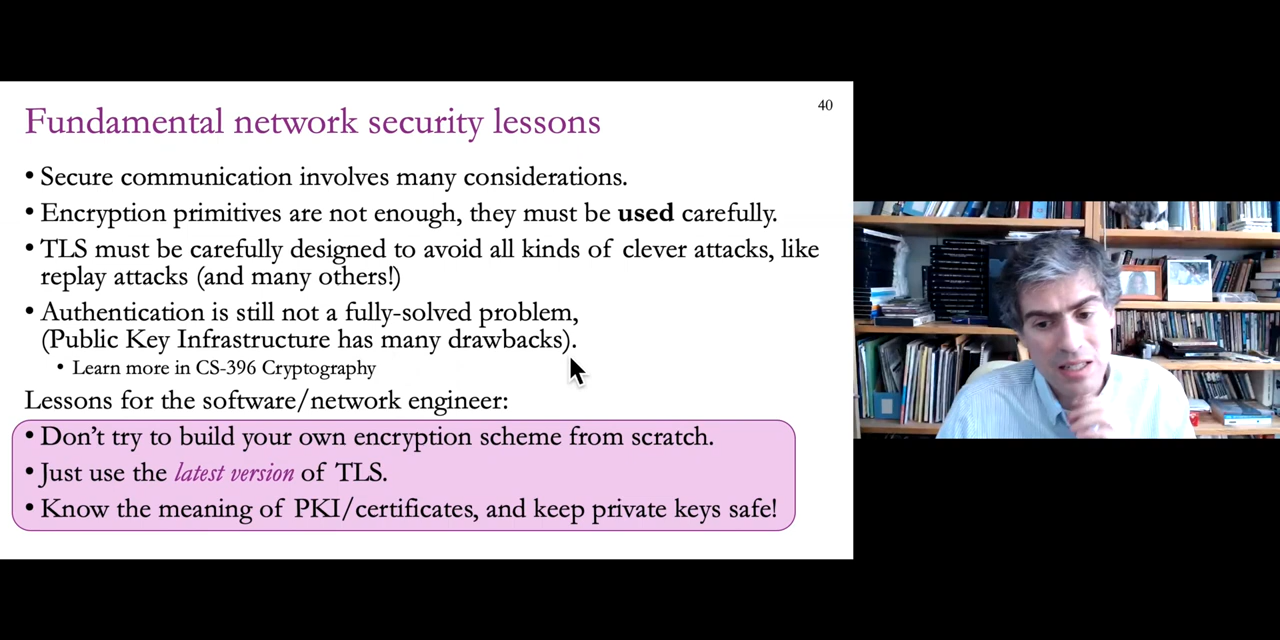 40
Fundamental network security lessons
• Secure communication involves many considerations.
• Encryption primitives are not enough, they must be used carefully.
• TLS must be carefully designed to avoid all kinds of clever attacks, like
replay attacks (and many others!)
• Authentication is still not a fully-solved problem,
(Public Key Infrastructure has many drawbacks).
• Learn more in CS-396 Cryptography
Lessons for the software/network engineer:
• Don’t try to build your own encryption scheme from scratch.
• Just use the latest version of TLS.
• Know the meaning of PKI/certificates, and keep private keys safe!